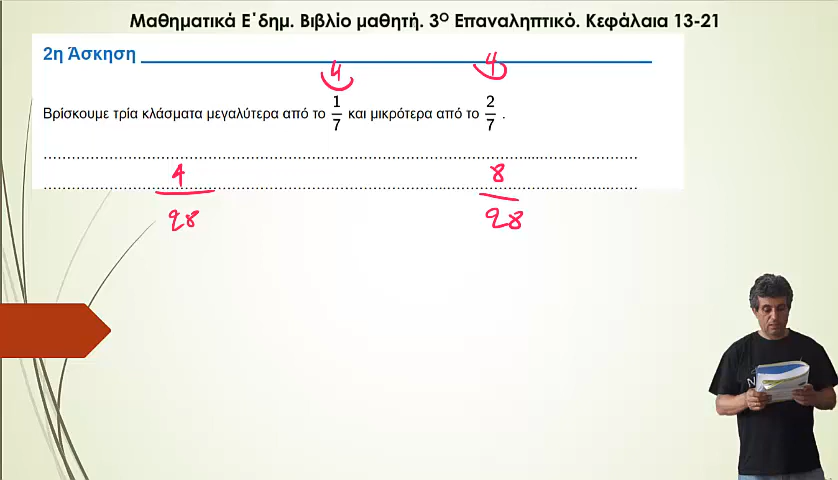 Μαθηματικά Ε΄δημ. Βιβλίο μαθητή. 3ο Επαναληπτικό. Κεφάλαια 13-21
2η Άσκηση
4 4
Βρίσκουμε τρία κλάσματα μεγαλύτερα από το 1/7 και μικρότερα από το 2/7 .
4/28 8/28